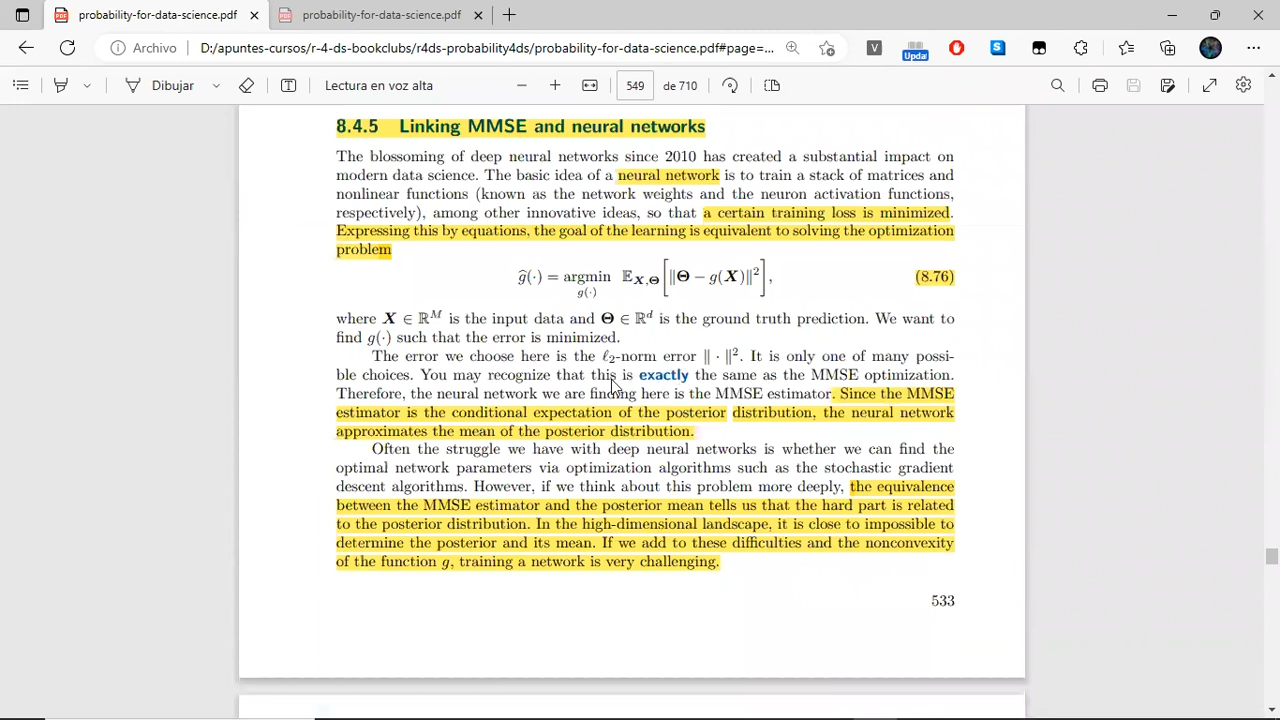 probability-for-data-science.pdf
probability-for-data-science.pdf
Archivo
D:/apuntes-cursos/r-4-ds-bookclubs/r4ds-probability4ds/probability-for-data-science.pdf#page=...
V
Upda
S
Dibujar
Lectura en voz alta
549
de 710
8.4.5 Linking MMSE and neural networks
The blossoming of deep neural networks since 2010 has created a substantial impact on
modern data science. The basic idea of a neural network is to train a stack of matrices and
nonlinear functions (known as the network weights and the neuron activation functions,
respectively), among other innovative ideas, so that a certain training loss is minimized.
Expressing this by equations, the goal of the learning is equivalent to solving the optimization
problem
ĝ(·) = argmin 𝔼_{X,Θ}[‖Θ − g(X)‖²], (8.76)
g(·)
where X ∈ ℝ^M is the input data and Θ ∈ ℝ^d is the ground truth prediction. We want to
find g(·) such that the error is minimized.
The error we choose here is the ℓ₂-norm error ‖ · ‖². It is only one of many possi-
ble choices. You may recognize that this is exactly the same as the MMSE optimization.
Therefore, the neural network we are finding here is the MMSE estimator. Since the MMSE
estimator is the conditional expectation of the posterior distribution, the neural network
approximates the mean of the posterior distribution.
Often the struggle we have with deep neural networks is whether we can find the
optimal network parameters via optimization algorithms such as the stochastic gradient
descent algorithms. However, if we think about this problem more deeply, the equivalence
between the MMSE estimator and the posterior mean tells us that the hard part is related
to the posterior distribution. In the high-dimensional landscape, it is close to impossible to
determine the posterior and its mean. If we add to these difficulties and the nonconvexity
of the function g, training a network is very challenging.
533